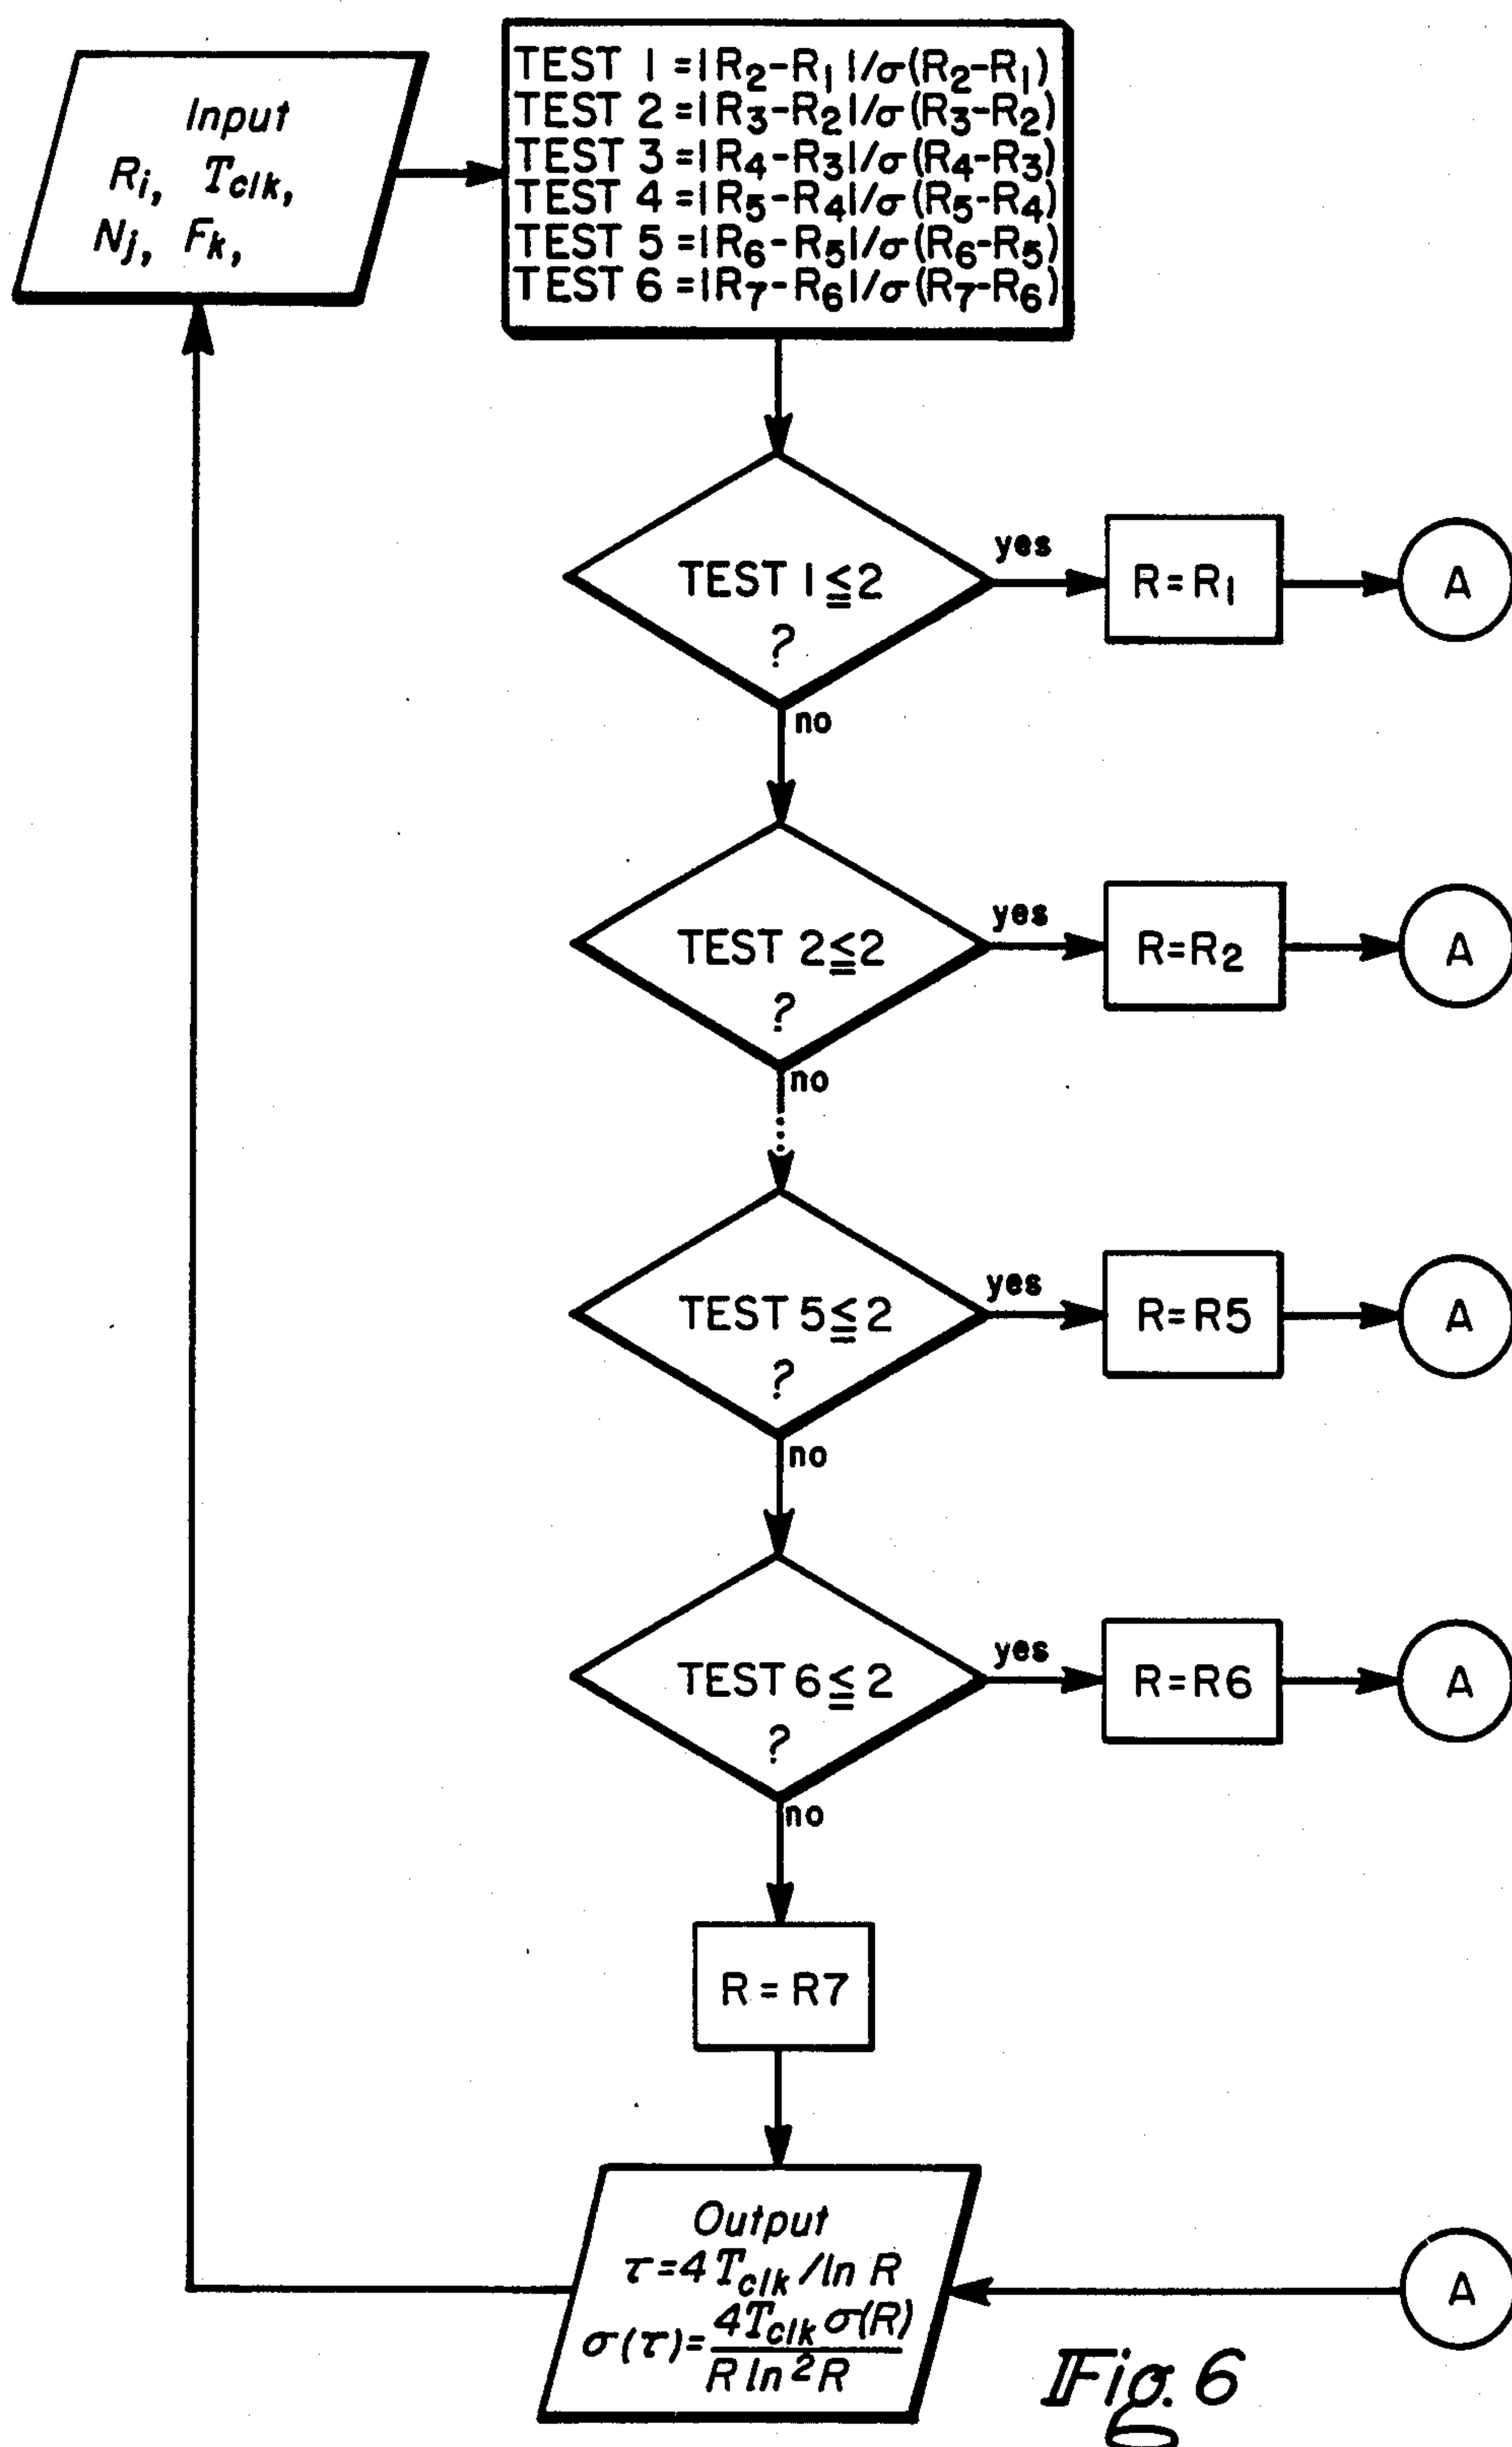 Input
Ri, Tclk,
Nj, Fk,
TEST 1 =|R2-R1|/σ(R2-R1)
TEST 2 =|R3-R2|/σ(R3-R2)
TEST 3 =|R4-R3|/σ(R4-R3)
TEST 4 =|R5-R4|/σ(R5-R4)
TEST 5 =|R6-R5|/σ(R6-R5)
TEST 6 =|R7-R6|/σ(R7-R6)
TEST 1≦2
?
yes
R=R1
A
no
TEST 2≦2
?
yes
R=R2
A
no
TEST 5≦2
?
yes
R=R5
A
no
TEST 6≦2
?
yes
R=R6
A
no
R=R7
Output
τ=4Tclk/ln R
σ(τ)=4Tclk σ(R)
R ln²R
A
Fig. 6